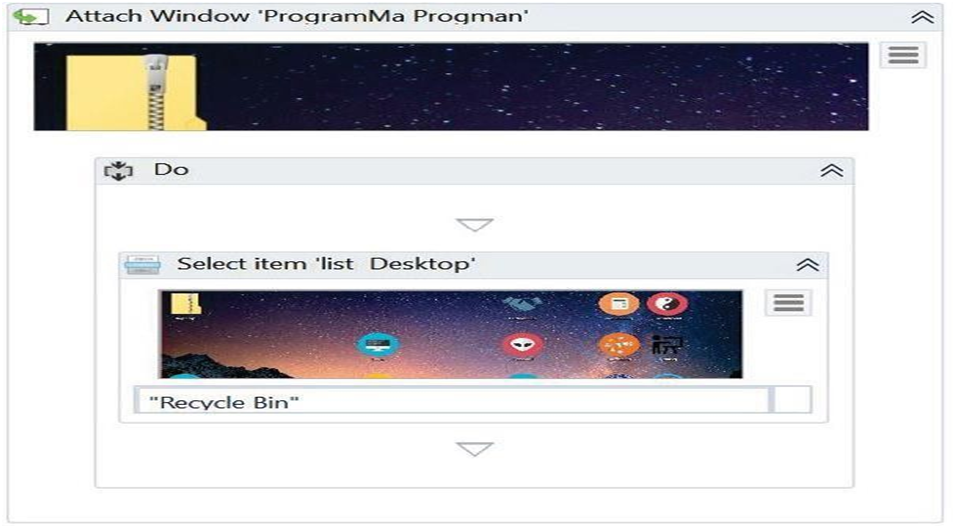 Attach Window 'ProgramMa Progman'
Do
Select item 'list Desktop'
"Recycle Bin"